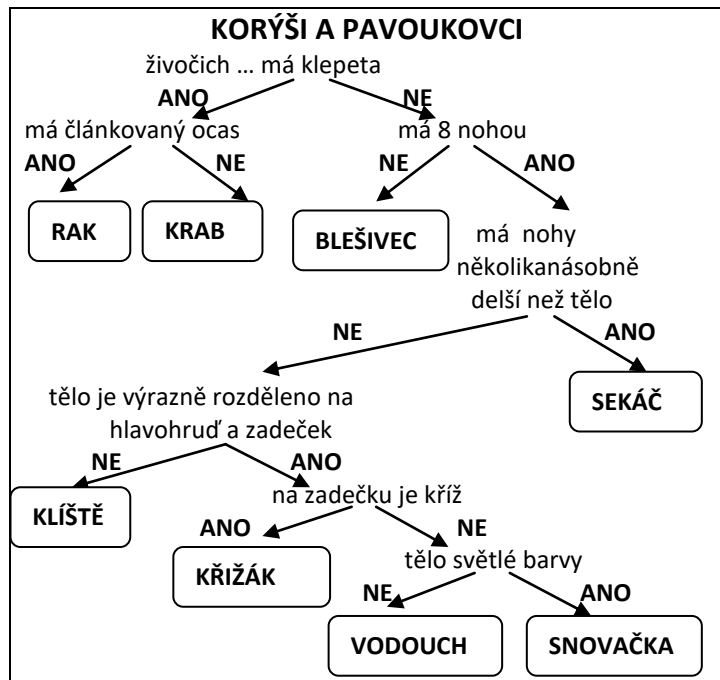 KORÝŠI A PAVOUKOVCI
živočich ... má klepeta
ANO
NE
má článkovaný ocas
má 8 nohou
ANO
NE
NE
ANO
RAK
KRAB
BLEŠIVEC
má nohy
několikanásobně
delší než tělo
NE
ANO
SEKÁČ
tělo je výrazně rozděleno na
hlavohruď a zadeček
NE
ANO
KLÍŠTĚ
na zadečku je kříž
ANO
NE
KŘIŽÁK
tělo světlé barvy
NE
ANO
VODOUCH
SNOVAČKA